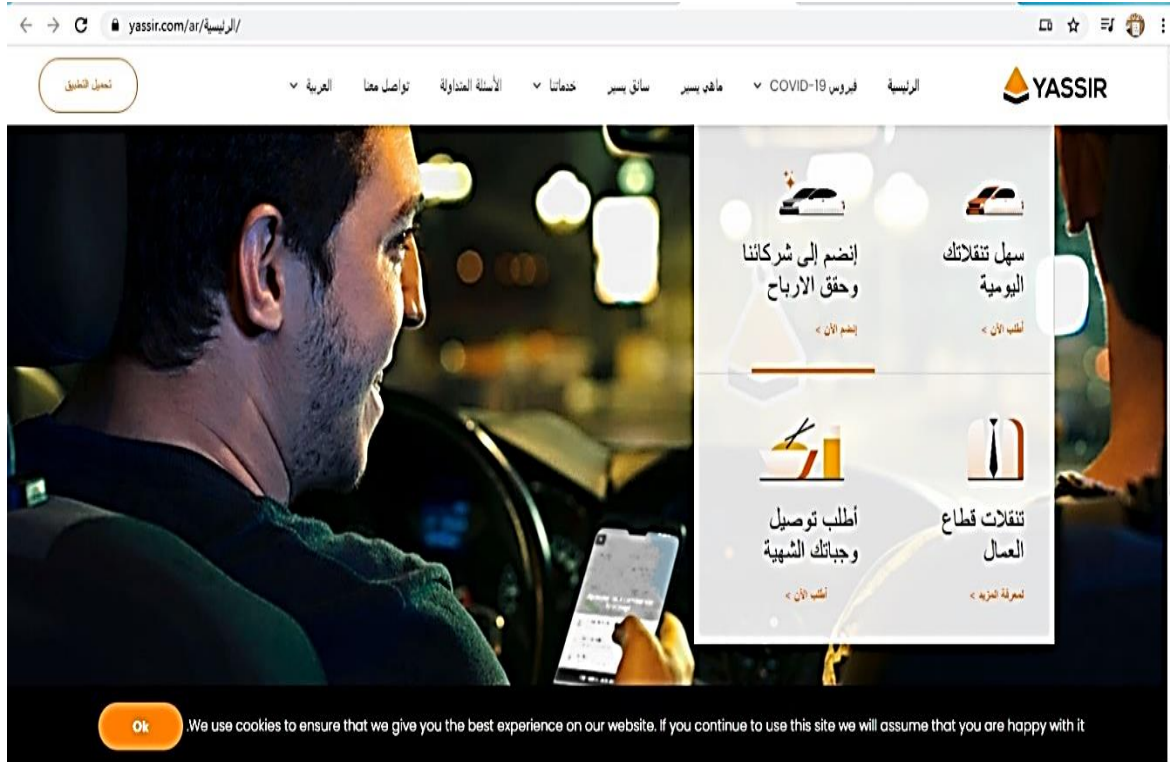 yassir.com/ar/الرئيسية/
YASSIR
الرئيسية
فيروس COVID-19
ماهي يسير
سائق يسير
خدماتنا
الأسئلة المتداولة
تواصل معنا
العربية
تحميل التطبيق
سهل تنقلاتك
اليومية
أطلب الأن >
إنضم إلى شركائنا
وحقق الارباح
إنضم الأن >
تنقلات قطاع
العمال
لمعرفة المزيد >
أطلب توصيل
وجباتك الشهية
أطلب الأن >
.We use cookies to ensure that we give you the best experience on our website. If you continue to use this site we will assume that you are happy with it
Ok